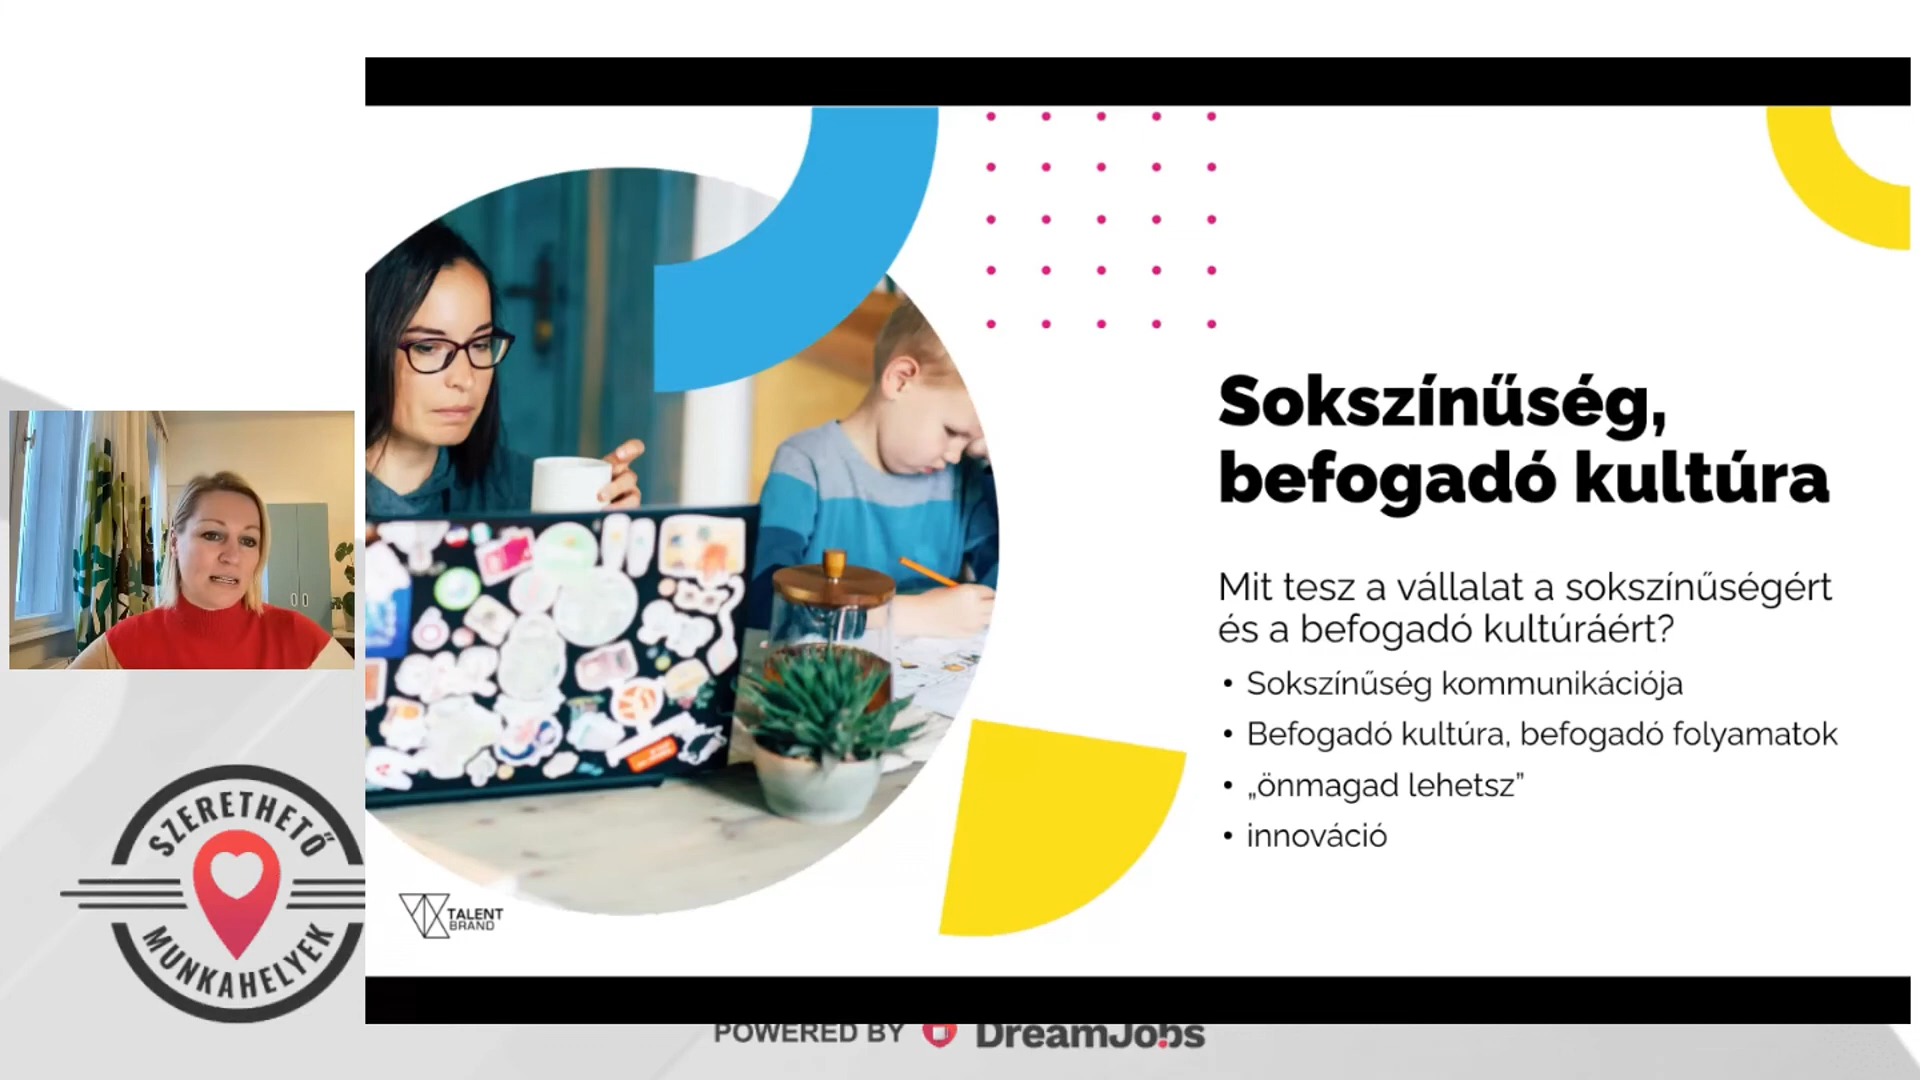 Sokszínűség,
befogadó kultúra
Mit tesz a vállalat a sokszínűségért
és a befogadó kultúráért?
• Sokszínűség kommunikációja
• Befogadó kultúra, befogadó folyamatok
• „önmagad lehetsz”
• innováció
TALENT
BRAND
SZERETHETŐ
MUNKAHELYEK
POWERED BY DreamJobs